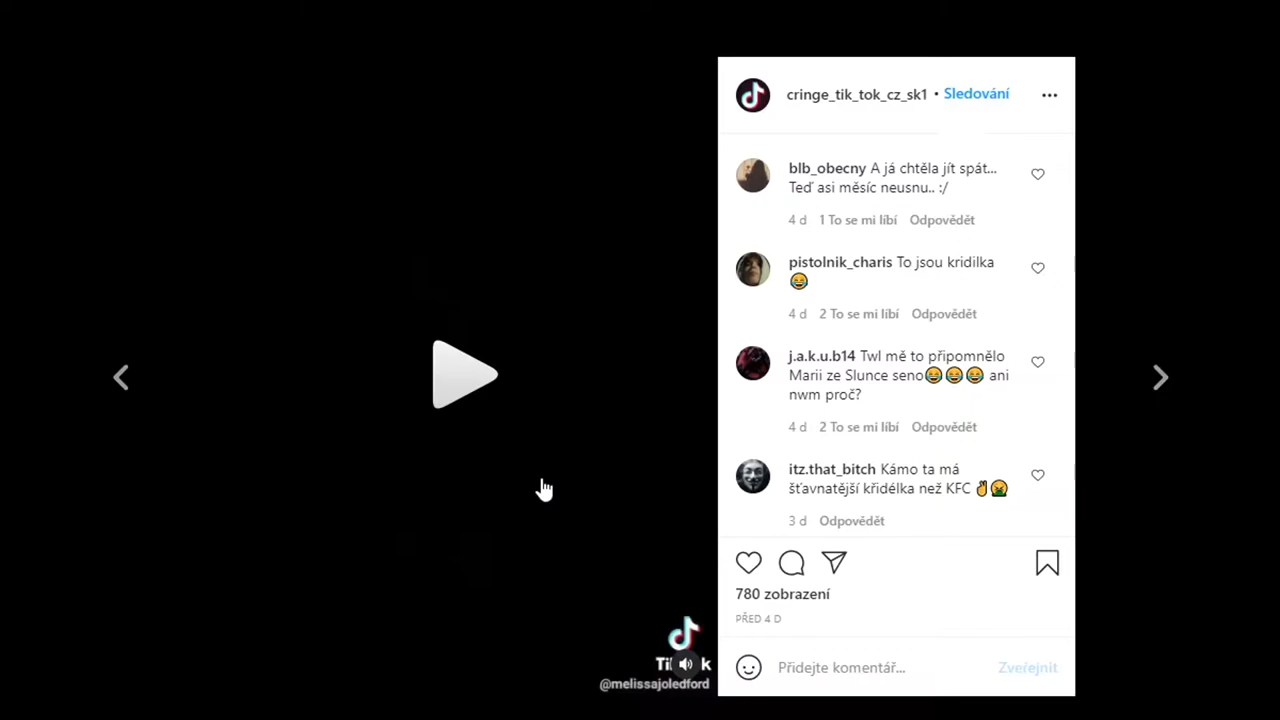 cringe_tik_tok_cz_sk1 • Sledování
blb_obecny A já chtěla jít spát...
Teď asi měsíc neusnu.. :/
4 d 1 To se mi líbí Odpovědět
pistolnik_charis To jsou kridilka
😂
4 d 2 To se mi líbí Odpovědět
j.a.k.u.b14 Twl mě to připomnělo
Marii ze Slunce seno😂😂😂 ani
nwm proč?
4 d 2 To se mi líbí Odpovědět
itz.that_bitch Kámo ta má
šťavnatější křidélka než KFC ✌🤮
3 d Odpovědět
780 zobrazení
PŘED 4 D
Přidejte komentář... Zveřejnit
@melissajoledford